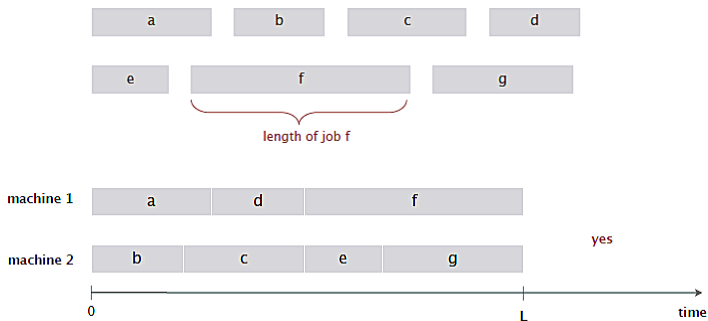 a b c d
e f g
length of job f
machine 1 a d f
yes
machine 2 b c e g
0 L time